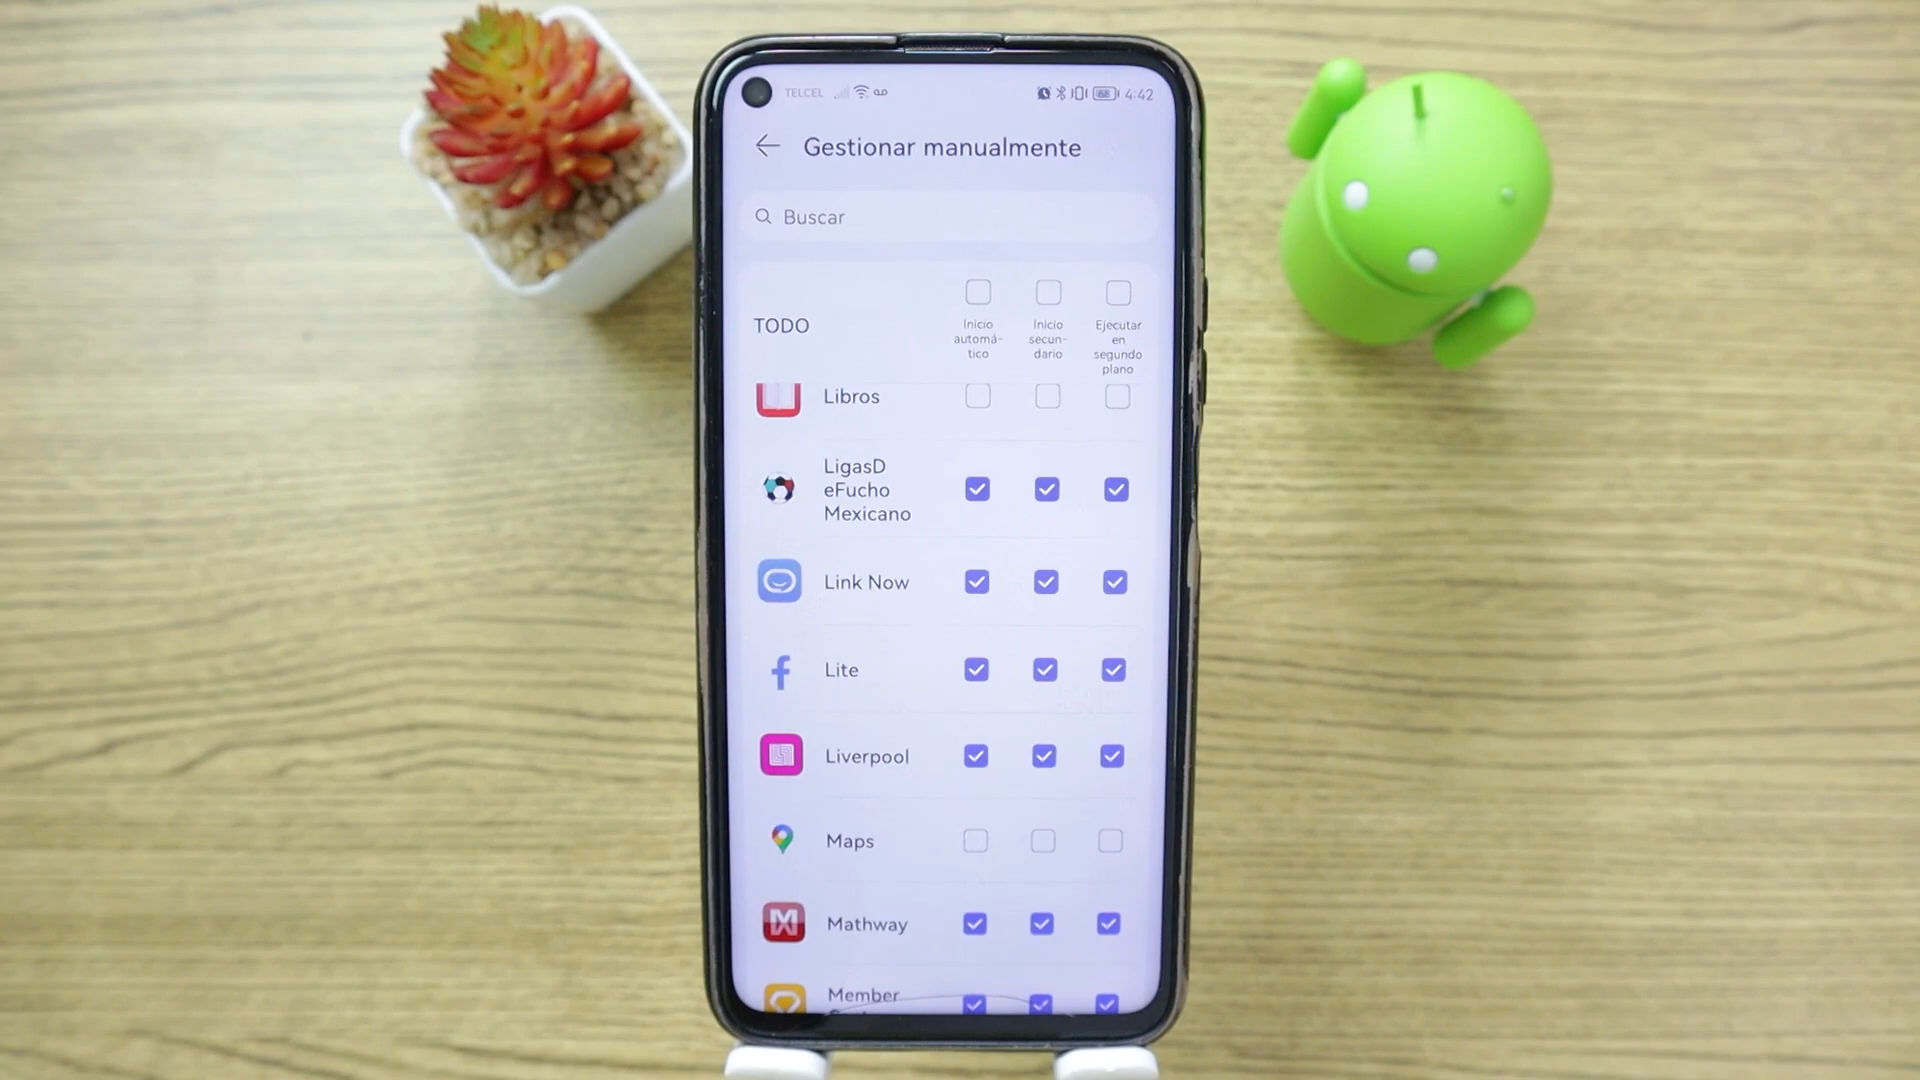 TELCEL
68
4:42
Gestionar manualmente
Buscar
TODO
Inicio
automá-
tico
Inicio
secun-
dario
Ejecutar
en
segundo
plano
Libros
LigasD
eFucho
Mexicano
Link Now
Lite
Liverpool
Maps
Mathway
Member